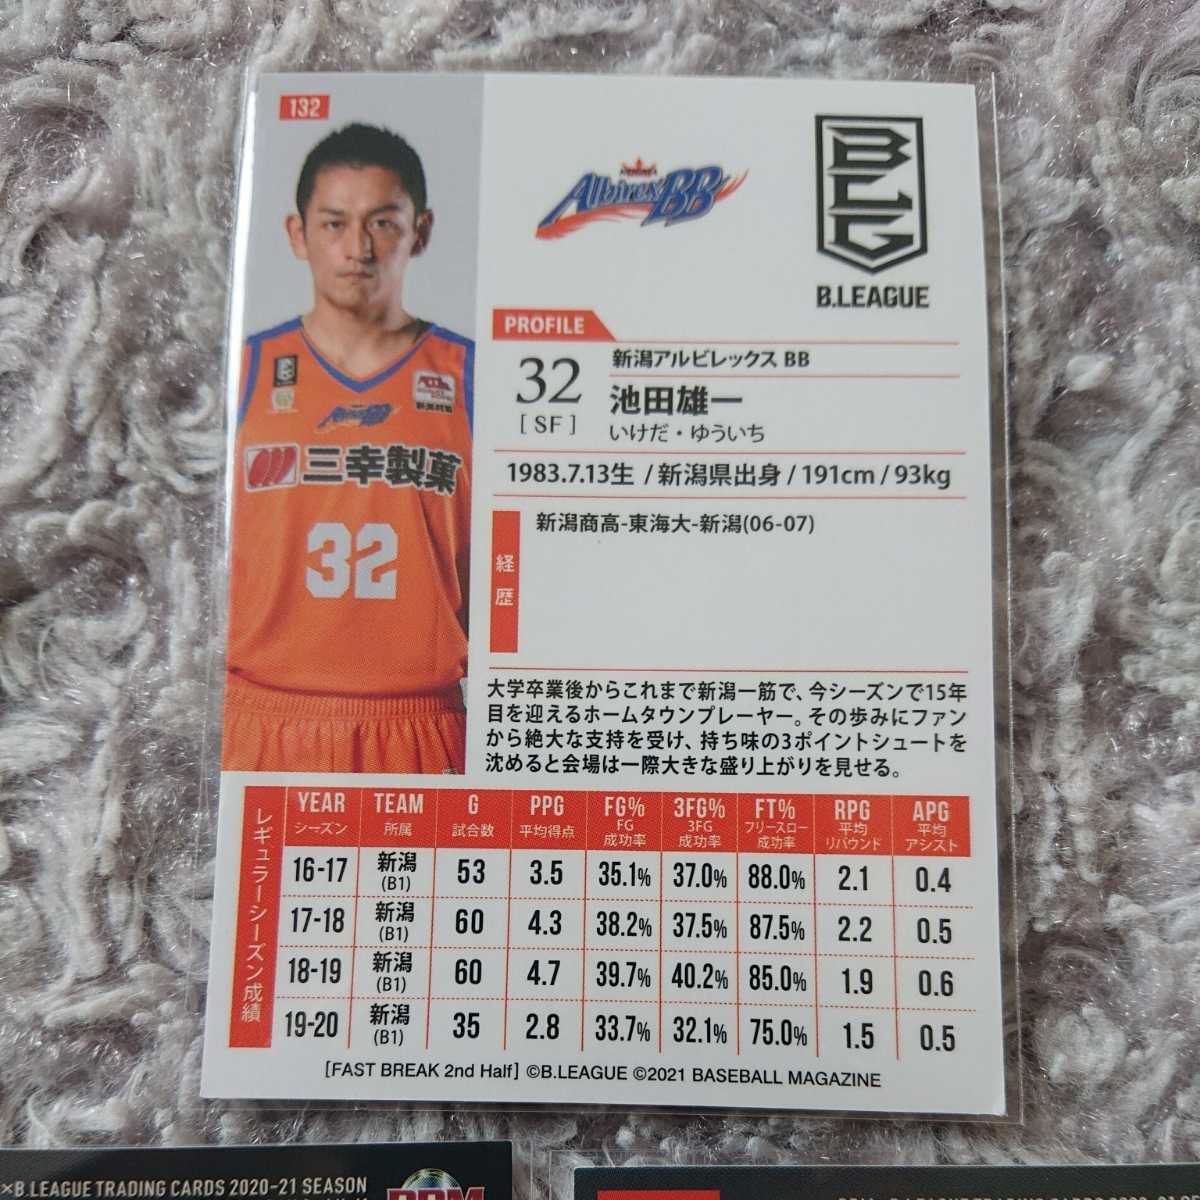 132
Albirex BB
BLG
B.LEAGUE
PROFILE
32
[ SF ]
新潟アルビレックス BB
池田雄一
いけだ・ゆういち
1983.7.13生 / 新潟県出身 / 191cm / 93kg
経歴
新潟商高-東海大-新潟(06-07)
三幸製菓
32
大学卒業後からこれまで新潟一筋で、今シーズンで15年
目を迎えるホームタウンプレーヤー。その歩みにファン
から絶大な支持を受け、持ち味の3ポイントシュートを
沈めると会場は一際大きな盛り上がりを見せる。
レギュラーシーズン成績
YEAR TEAM G PPG FG% 3FG% FT% RPG APG
シーズン 所属 試合数 平均得点 FG成功率 3FG成功率 フリースロー成功率 平均リバウンド 平均アシスト
16-17 新潟(B1) 53 3.5 35.1% 37.0% 88.0% 2.1 0.4
17-18 新潟(B1) 60 4.3 38.2% 37.5% 87.5% 2.2 0.5
18-19 新潟(B1) 60 4.7 39.7% 40.2% 85.0% 1.9 0.6
19-20 新潟(B1) 35 2.8 33.7% 32.1% 75.0% 1.5 0.5
[FAST BREAK 2nd Half] ©B.LEAGUE ©2021 BASEBALL MAGAZINE
×B.LEAGUE TRADING CARDS 2020-21 SEASON
BBM